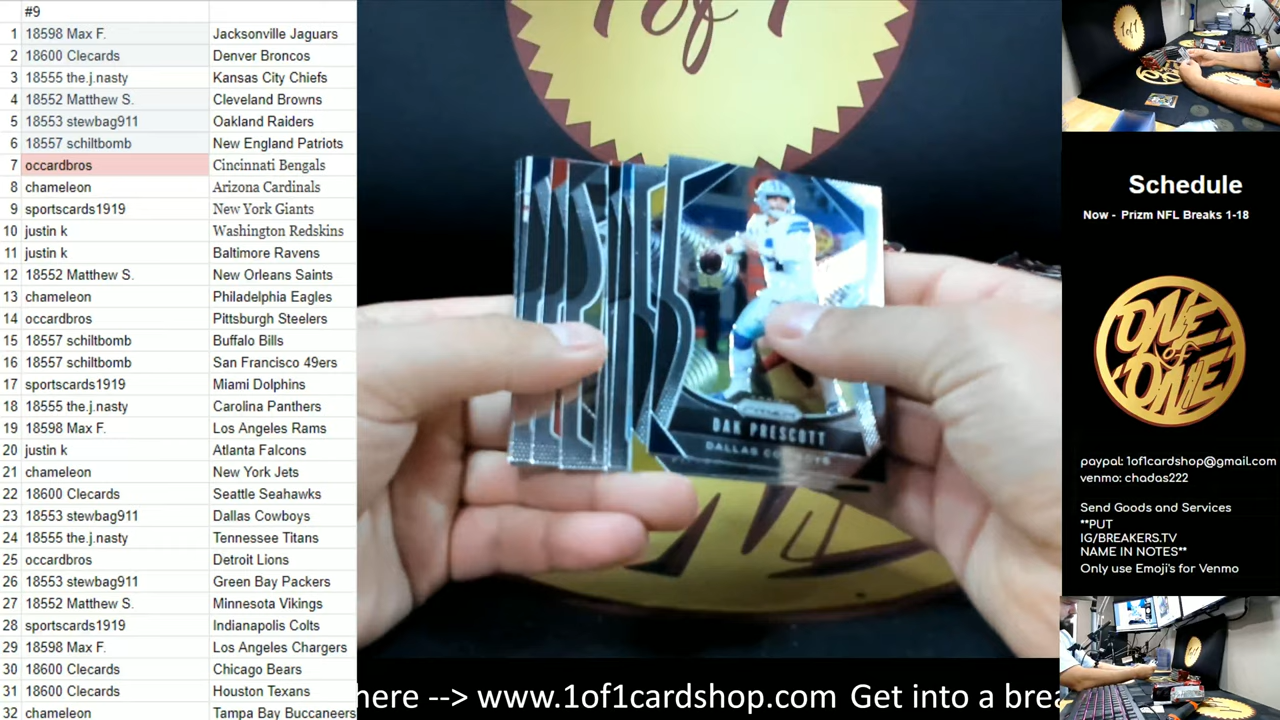 #9
1 18598 Max F. Jacksonville Jaguars
2 18600 Clecards Denver Broncos
3 18555 the.j.nasty Kansas City Chiefs
4 18552 Matthew S. Cleveland Browns
5 18553 stewbag911 Oakland Raiders
6 18557 schiltbomb New England Patriots
7 occardbros Cincinnati Bengals
8 chameleon Arizona Cardinals
9 sportscards1919 New York Giants
10 justin k Washington Redskins
11 justin k Baltimore Ravens
12 18552 Matthew S. New Orleans Saints
13 chameleon Philadelphia Eagles
14 occardbros Pittsburgh Steelers
15 18557 schiltbomb Buffalo Bills
16 18557 schiltbomb San Francisco 49ers
17 sportscards1919 Miami Dolphins
18 18555 the.j.nasty Carolina Panthers
19 18598 Max F. Los Angeles Rams
20 justin k Atlanta Falcons
21 chameleon New York Jets
22 18600 Clecards Seattle Seahawks
23 18553 stewbag911 Dallas Cowboys
24 18555 the.j.nasty Tennessee Titans
25 occardbros Detroit Lions
26 18553 stewbag911 Green Bay Packers
27 18552 Matthew S. Minnesota Vikings
28 sportscards1919 Indianapolis Colts
29 18598 Max F. Los Angeles Chargers
30 18600 Clecards Chicago Bears
31 18600 Clecards Houston Texans
32 chameleon Tampa Bay Buccaneers
1of1
DAK PRESCOTT
DALLAS COWBOYS
here --> www.1of1cardshop.com Get into a brea
1of1
Schedule
Now - Prizm NFL Breaks 1-18
ONE
of
ONE
paypal: 1of1cardshop@gmail.com
venmo: chadas222
Send Goods and Services
**PUT
IG/BREAKERS.TV
NAME IN NOTES**
Only use Emoji's for Venmo